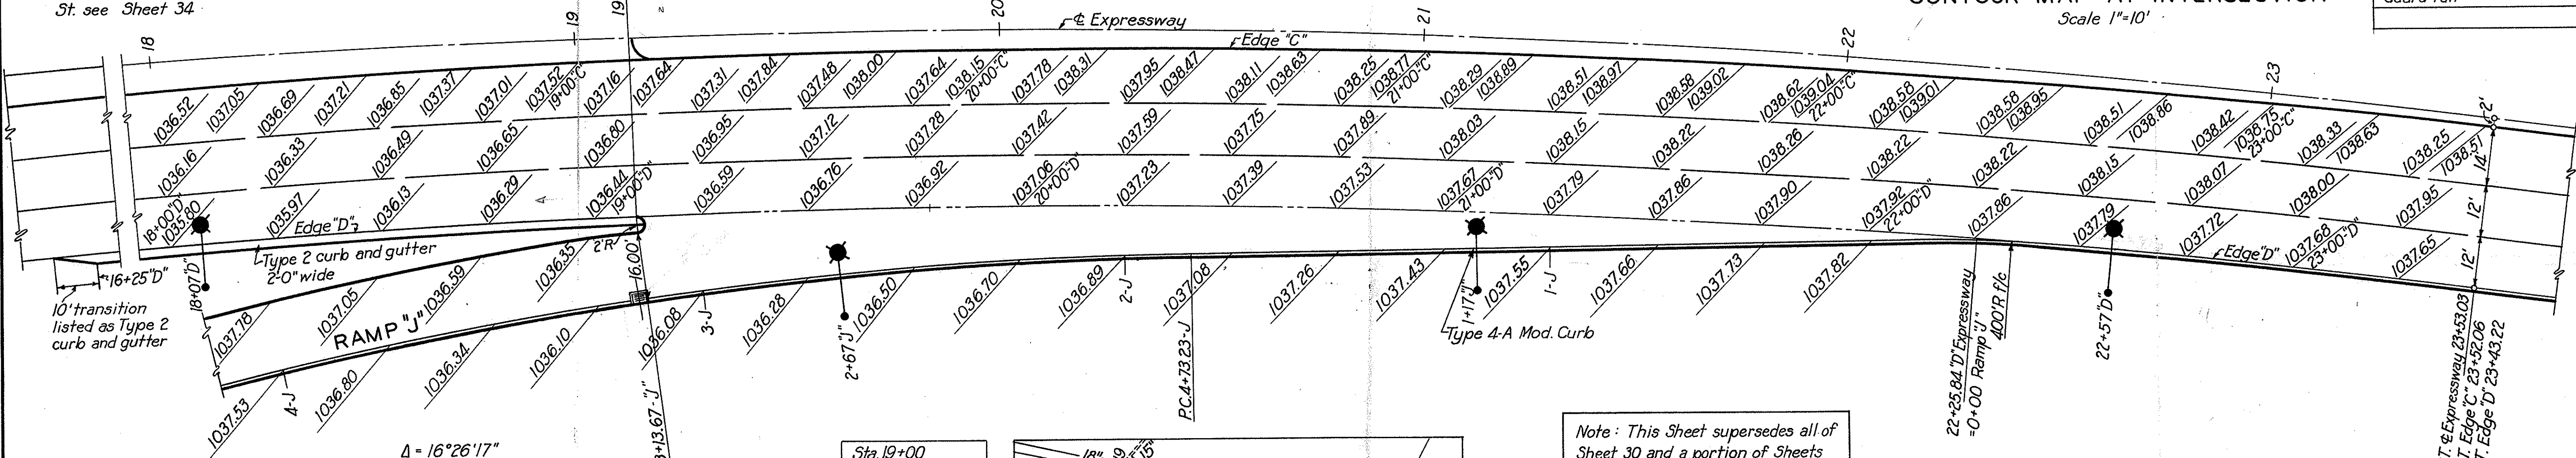 St. see Sheet 34
CONTOUR MAP AT INTERSECTION
Scale 1"=10'
Guard rail
18
19
19
N
20
21
22
23
℄ Expressway
Edge "C"
1036.52
1037.05
1036.69
1037.21
1036.85
1037.37
1037.01
1037.52
19+00-"C"
1037.16
1037.64
1037.31
1037.84
1037.48
1038.00
1037.64
1038.15
20+00-"C"
1037.78
1038.31
1037.95
1038.47
1038.11
1038.63
1038.25
1038.77
21+00-"C"
1038.29
1038.89
1038.51
1038.97
1038.58
1039.02
1038.62
1039.04
22+00-"C"
1038.58
1039.01
1038.58
1038.95
1038.51
1038.86
1038.42
1038.75
23+00-"C"
1038.33
1038.63
1038.25
1038.57
2'
14'
12'
12'
1036.16
1036.33
1036.49
1036.65
1036.80
1036.95
1037.12
1037.28
1037.42
1037.59
1037.75
1037.89
1038.03
1038.15
1038.22
1038.26
1038.22
1038.22
1038.15
1038.07
1038.00
1037.95
18+00"D"
1035.80
1035.97
1036.13
1036.29
1036.44
19+00-"D"
1036.59
1036.76
1036.92
1037.06
20+00-"D"
1037.23
1037.39
1037.53
1037.67
21+00-"D"
1037.79
1037.86
1037.90
1037.92
22+00-"D"
1037.86
1037.79
1037.72
1037.68
23+00-"D"
1037.65
Edge "D"
Edge "D"
Type 2 curb and gutter
2'-0" wide
2'R
16.00'
16+25"D"
10' transition
listed as Type 2
curb and gutter
18+07"D"
RAMP "J"
1037.78
1037.05
1036.59
1036.35
1037.53
4-J
1036.80
1036.34
1036.10
1036.08
3-J
1036.28
2+67"J"
1036.50
1036.70
1036.89
2-J
1037.08
P.C.4+73.23-J
1037.26
1037.43
1+17"J"
1037.55
1-J
1037.66
1037.73
1037.82
Type 4-A Mod. Curb
22+25.84 "D" Expressway
=0+00 Ramp "J"
400'R f/c
22+57"D"
T. ℄ Expressway 23+53.03
T. Edge "C" 23+52.06
T. Edge "D" 23+43.22
3+13.67-"J"
Δ = 16°26'17"
Sta. 19+00
18"
15"
Note: This Sheet supersedes all of
Sheet 30 and a portion of Sheets